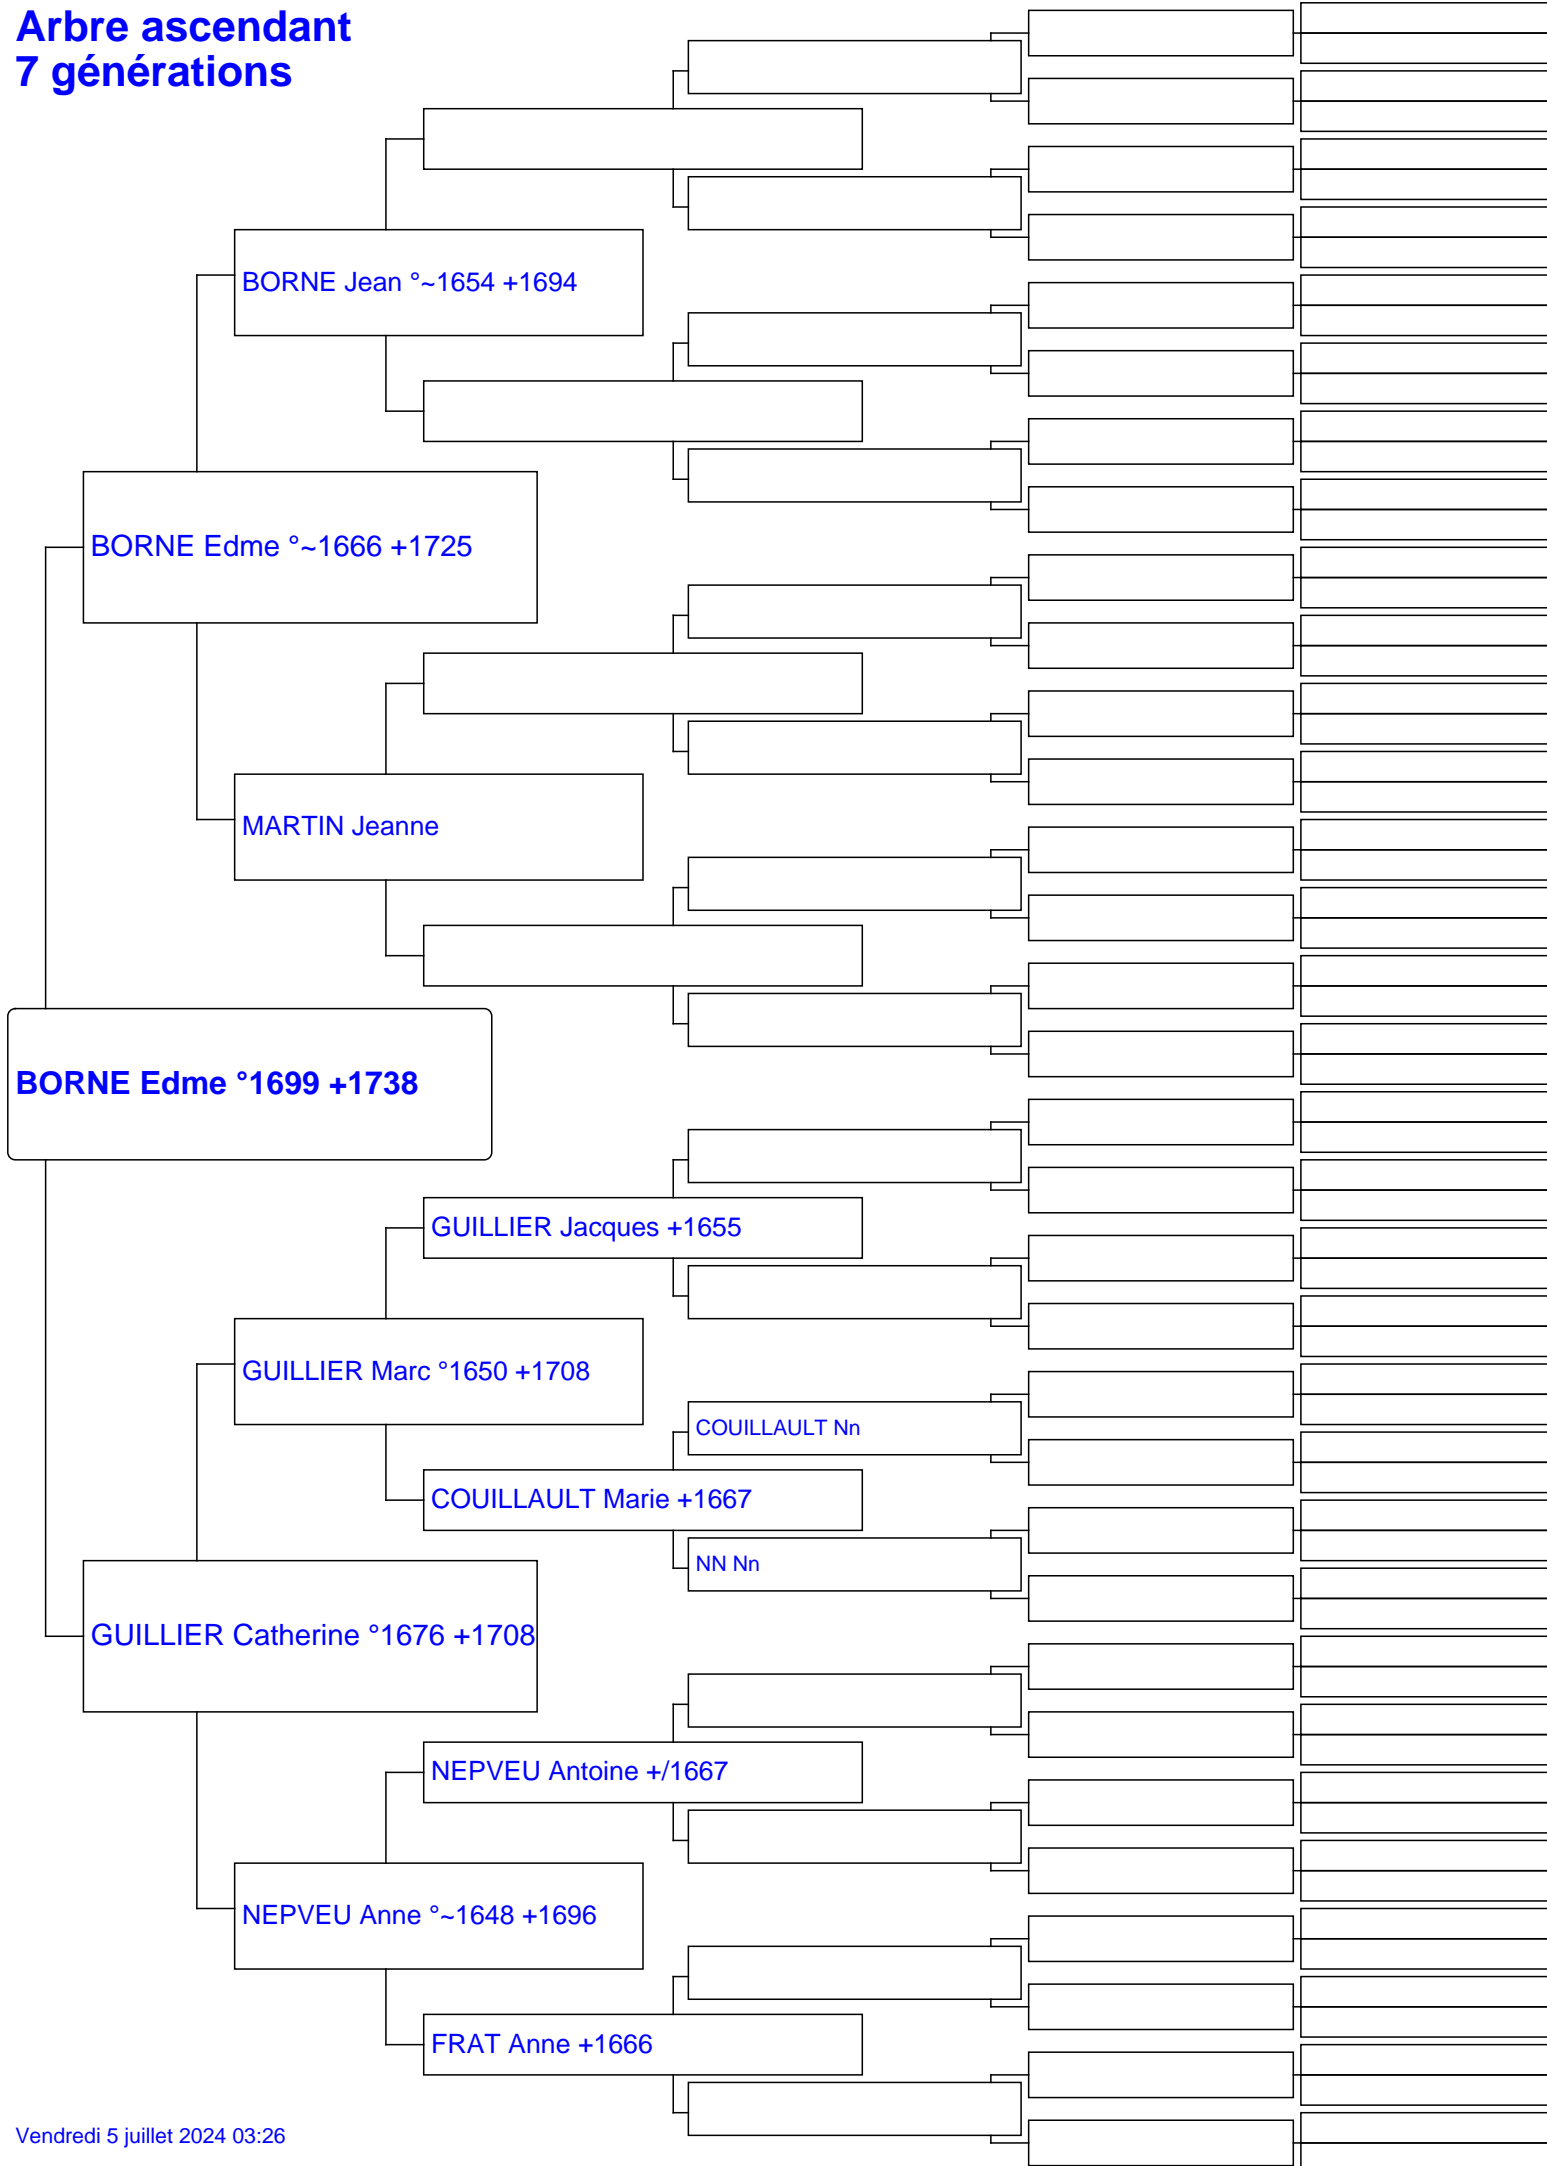 Arbre ascendant
7 générations
BORNE Jean °~1654 +1694
BORNE Edme °~1666 +1725
MARTIN Jeanne
BORNE Edme °1699 +1738
GUILLIER Jacques +1655
GUILLIER Marc °1650 +1708
COUILLAULT Nn
COUILLAULT Marie +1667
NN Nn
GUILLIER Catherine °1676 +1708
NEPVEU Antoine +/1667
NEPVEU Anne °~1648 +1696
FRAT Anne +1666
Vendredi 5 juillet 2024 03:26